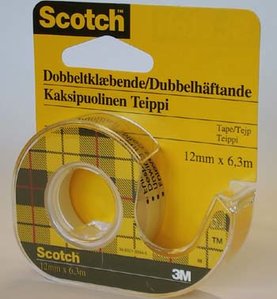 Scotch
Dobbeltklæbende/Dubbelhäftande
Kaksipuolinen Teippi
Tape/Tejp
Teippi
12mm x 6,3m
Scotch
12mm x 6,3m
3M
TM